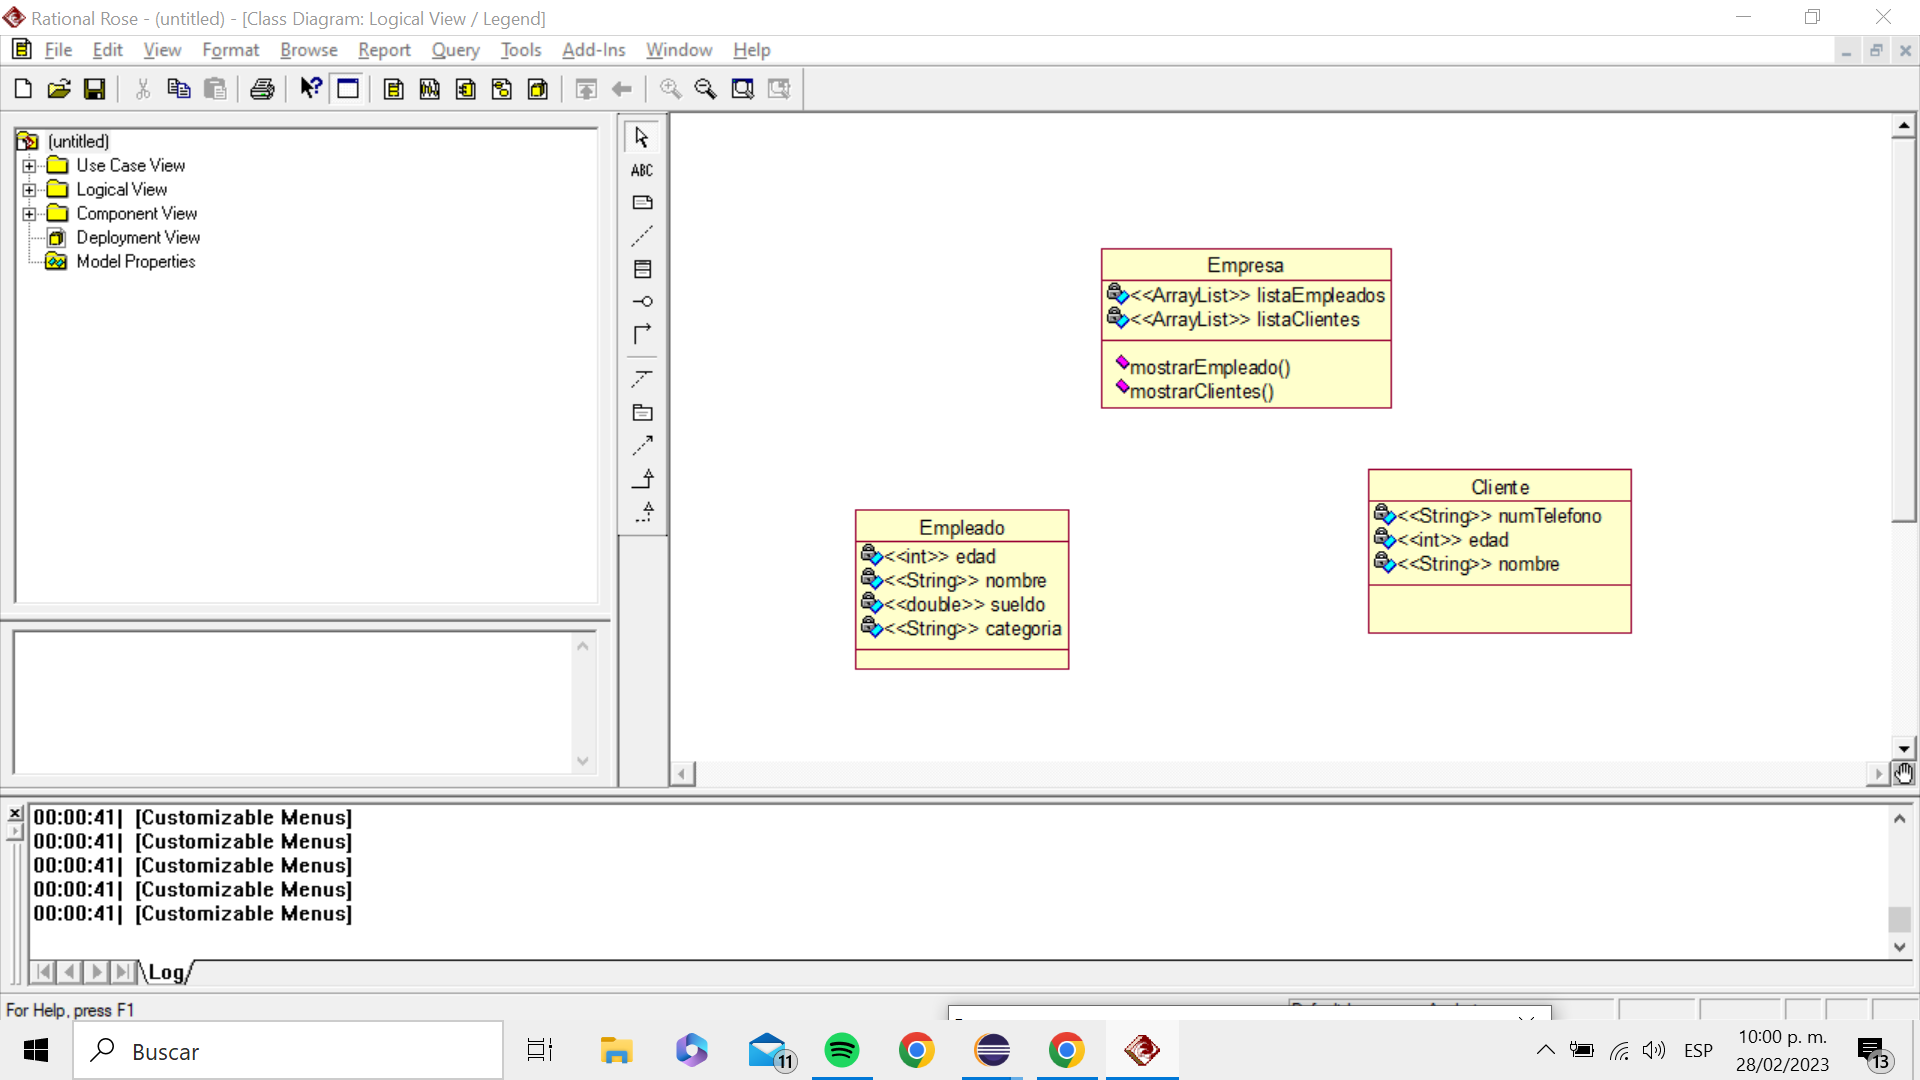 Rational Rose - (untitled) - [Class Diagram: Logical View / Legend]
File Edit View Format Browse Report Query Tools Add-Ins Window Help
(untitled)
Use Case View
Logical View
Component View
Deployment View
Model Properties
ABC
Empresa
<<ArrayList>> listaEmpleados
<<ArrayList>> listaClientes
mostrarEmpleado()
mostrarClientes()
Empleado
<<int>> edad
<<String>> nombre
<<double>> sueldo
<<String>> categoria
Cliente
<<String>> numTelefono
<<int>> edad
<<String>> nombre
00:00:41| [Customizable Menus]
00:00:41| [Customizable Menus]
00:00:41| [Customizable Menus]
00:00:41| [Customizable Menus]
00:00:41| [Customizable Menus]
Log
For Help, press F1
Buscar
11
ESP
10:00 p. m.
28/02/2023
13